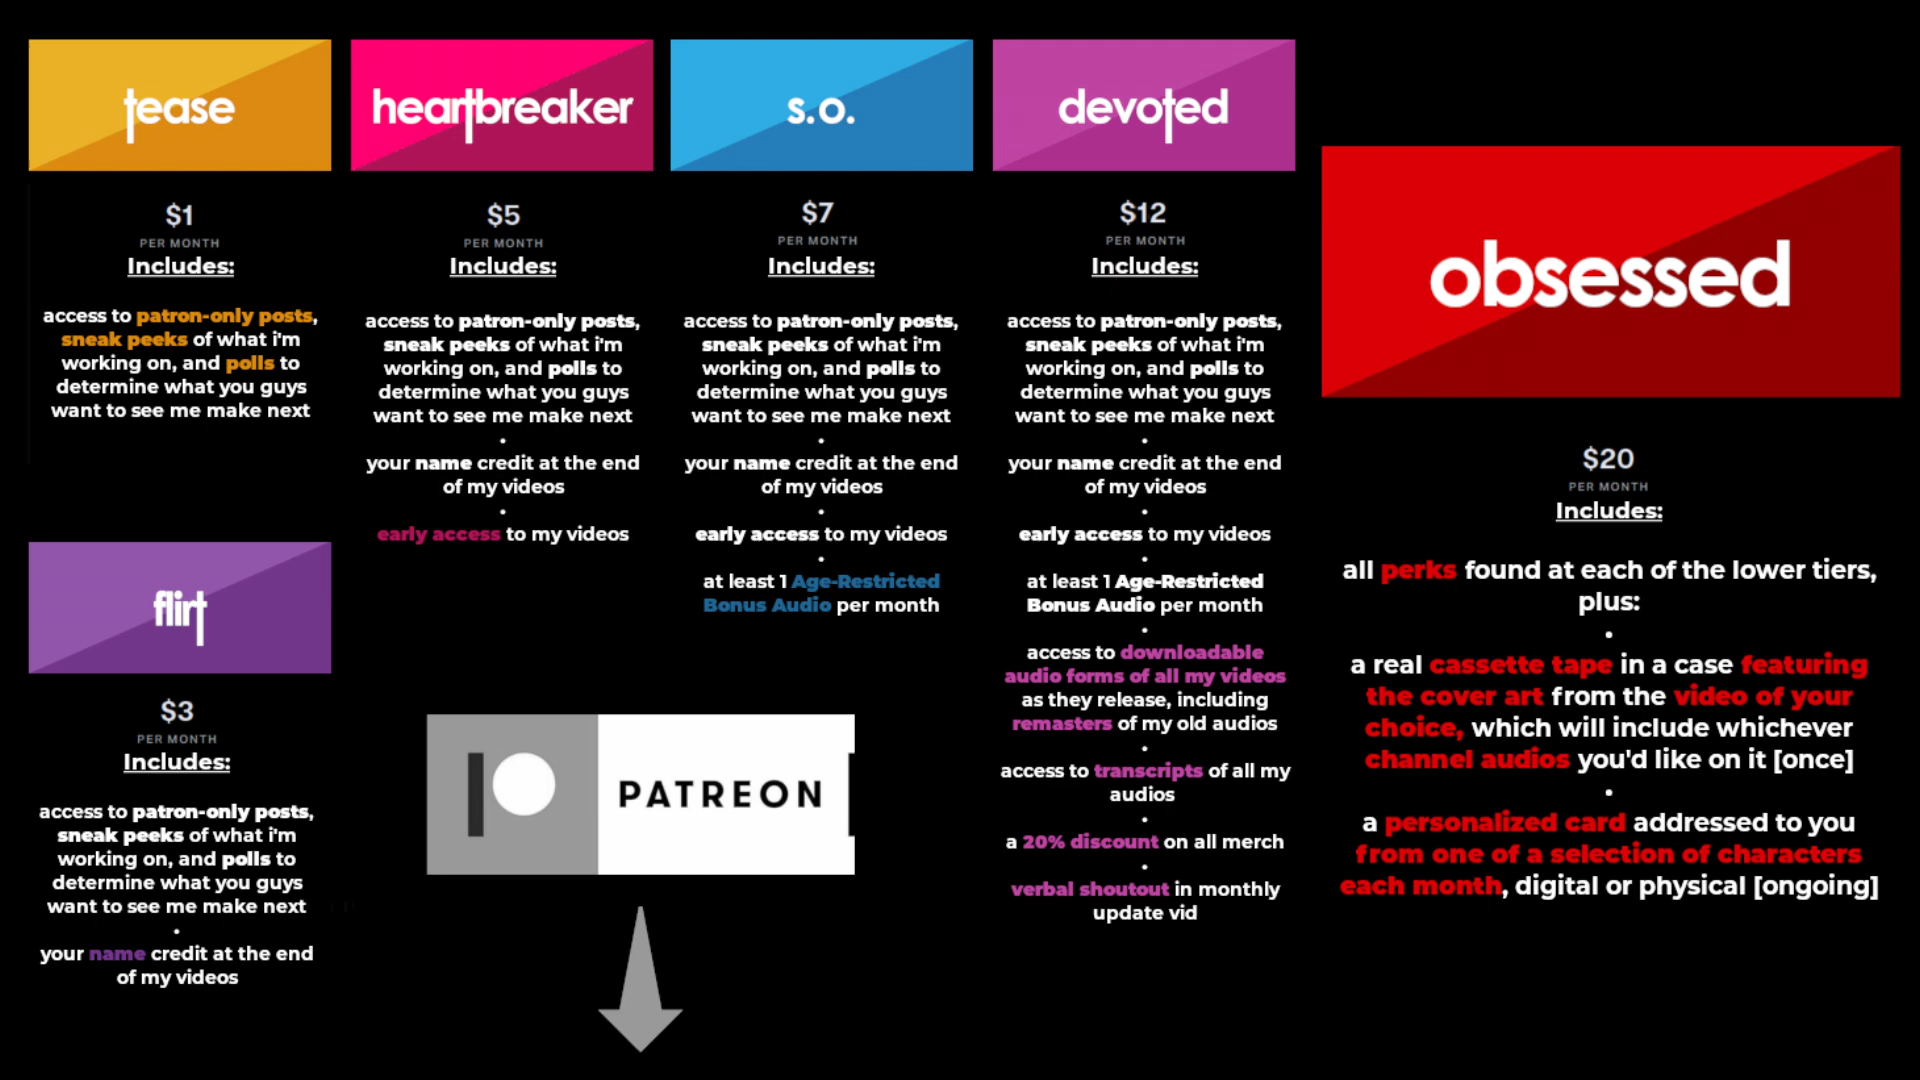 tease
$1
PER MONTH
Includes:
access to patron-only posts,
sneak peeks of what i'm
working on, and polls to
determine what you guys
want to see me make next
flirt
$3
PER MONTH
Includes:
access to patron-only posts,
sneak peeks of what i'm
working on, and polls to
determine what you guys
want to see me make next
•
your name credit at the end
of my videos
heartbreaker
$5
PER MONTH
Includes:
access to patron-only posts,
sneak peeks of what i'm
working on, and polls to
determine what you guys
want to see me make next
•
your name credit at the end
of my videos
•
early access to my videos
s.o.
$7
PER MONTH
Includes:
access to patron-only posts,
sneak peeks of what i'm
working on, and polls to
determine what you guys
want to see me make next
•
your name credit at the end
of my videos
•
early access to my videos
•
at least 1 Age-Restricted
Bonus Audio per month
PATREON
devoted
$12
PER MONTH
Includes:
access to patron-only posts,
sneak peeks of what i'm
working on, and polls to
determine what you guys
want to see me make next
•
your name credit at the end
of my videos
•
early access to my videos
•
at least 1 Age-Restricted
Bonus Audio per month
•
access to downloadable
audio forms of all my videos
as they release, including
remasters of my old audios
•
access to transcripts of all my
audios
•
a 20% discount on all merch
•
verbal shoutout in monthly
update vid
obsessed
$20
PER MONTH
Includes:
all perks found at each of the lower tiers,
plus:
•
a real cassette tape in a case featuring
the cover art from the video of your
choice, which will include whichever
channel audios you'd like on it [once]
•
a personalized card addressed to you
from one of a selection of characters
each month, digital or physical [ongoing]